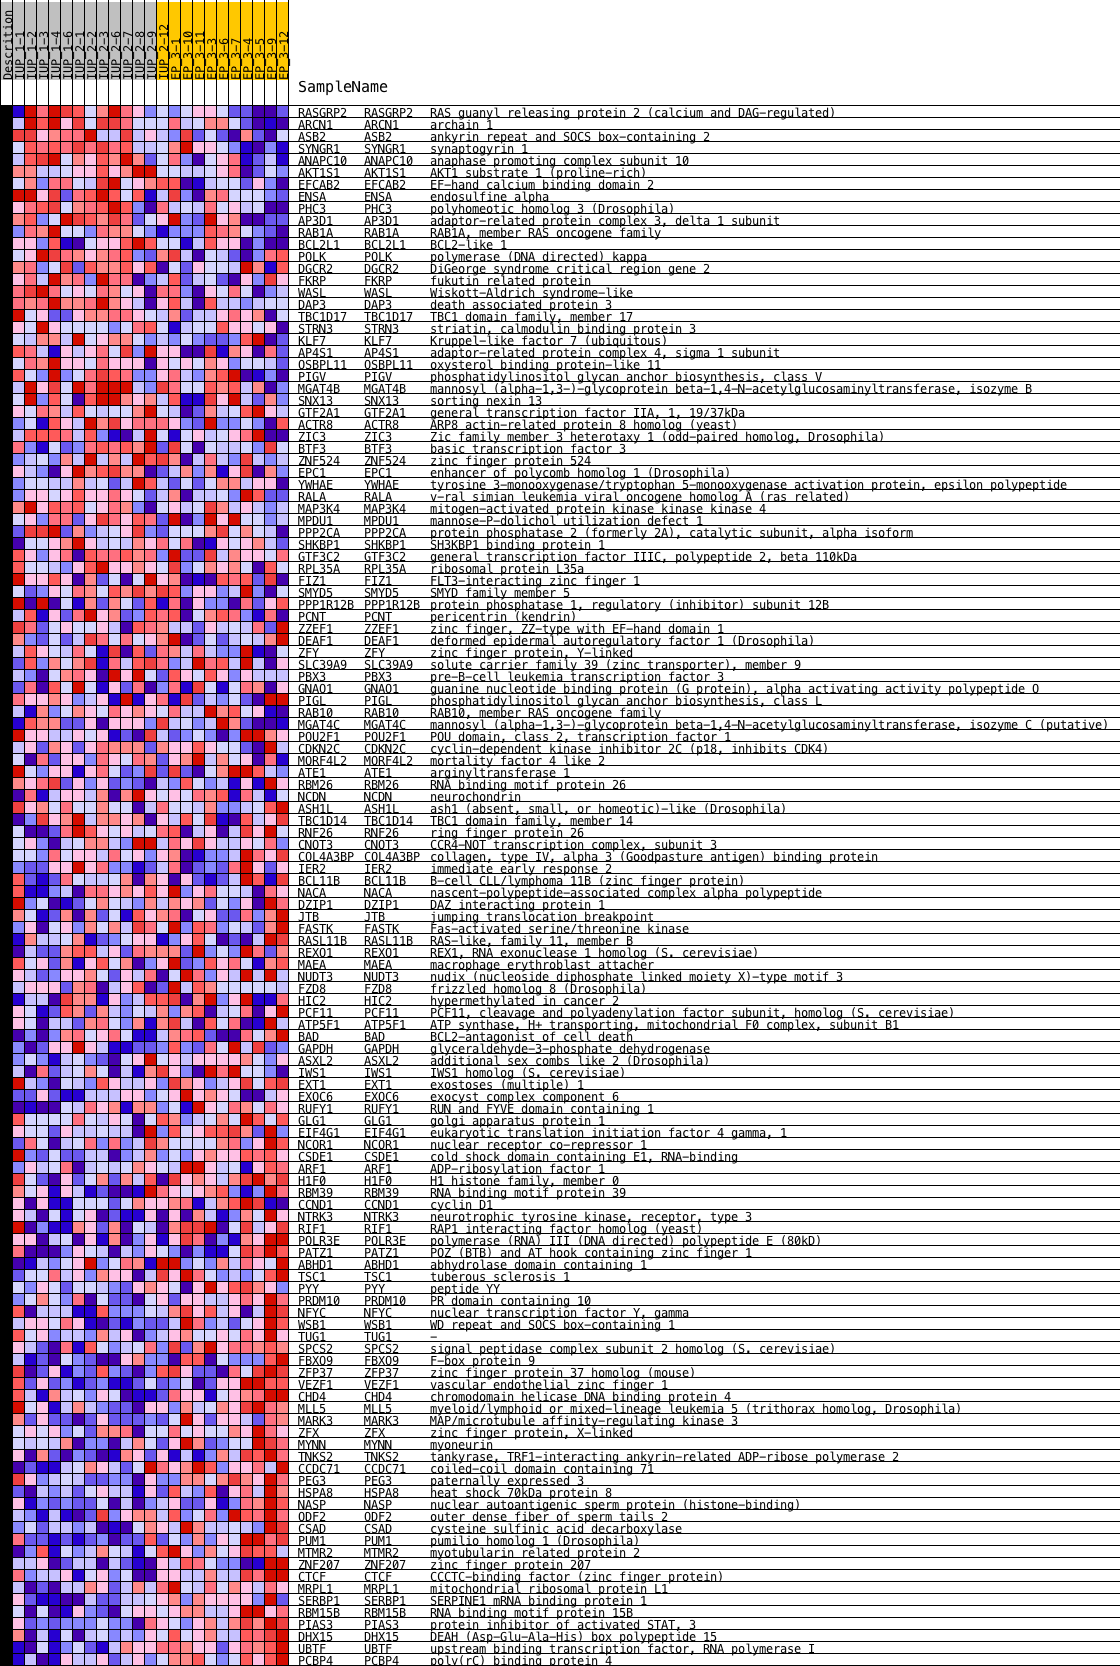 Descrition
TUP_1-1
TUP_1-2
TUP_1-3
TUP_1-4
TUP_1-6
TUP_2-1
TUP_2-2
TUP_2-3
TUP_2-6
TUP_2-7
TUP_2-8
TUP_2-9
TUP_2-12
EP_3-1
EP_3-10
EP_3-11
EP_3-3
EP_3-6
EP_3-7
EP_3-4
EP_3-5
EP_3-9
EP_3-12
SampleName
RASGRP2 RASGRP2 RAS guanyl releasing protein 2 (calcium and DAG-regulated)
ARCN1 ARCN1 archain 1
ASB2 ASB2 ankyrin repeat and SOCS box-containing 2
SYNGR1 SYNGR1 synaptogyrin 1
ANAPC10 ANAPC10 anaphase promoting complex subunit 10
AKT1S1 AKT1S1 AKT1 substrate 1 (proline-rich)
EFCAB2 EFCAB2 EF-hand calcium binding domain 2
ENSA ENSA endosulfine alpha
PHC3 PHC3 polyhomeotic homolog 3 (Drosophila)
AP3D1 AP3D1 adaptor-related protein complex 3, delta 1 subunit
RAB1A RAB1A RAB1A, member RAS oncogene family
BCL2L1 BCL2L1 BCL2-like 1
POLK POLK polymerase (DNA directed) kappa
DGCR2 DGCR2 DiGeorge syndrome critical region gene 2
FKRP FKRP fukutin related protein
WASL WASL Wiskott-Aldrich syndrome-like
DAP3 DAP3 death associated protein 3
TBC1D17 TBC1D17 TBC1 domain family, member 17
STRN3 STRN3 striatin, calmodulin binding protein 3
KLF7 KLF7 Kruppel-like factor 7 (ubiquitous)
AP4S1 AP4S1 adaptor-related protein complex 4, sigma 1 subunit
OSBPL11 OSBPL11 oxysterol binding protein-like 11
PIGV PIGV phosphatidylinositol glycan anchor biosynthesis, class V
MGAT4B MGAT4B mannosyl (alpha-1,3-)-glycoprotein beta-1,4-N-acetylglucosaminyltransferase, isozyme B
SNX13 SNX13 sorting nexin 13
GTF2A1 GTF2A1 general transcription factor IIA, 1, 19/37kDa
ACTR8 ACTR8 ARP8 actin-related protein 8 homolog (yeast)
ZIC3 ZIC3 Zic family member 3 heterotaxy 1 (odd-paired homolog, Drosophila)
BTF3 BTF3 basic transcription factor 3
ZNF524 ZNF524 zinc finger protein 524
EPC1 EPC1 enhancer of polycomb homolog 1 (Drosophila)
YWHAE YWHAE tyrosine 3-monooxygenase/tryptophan 5-monooxygenase activation protein, epsilon polypeptide
RALA RALA v-ral simian leukemia viral oncogene homolog A (ras related)
MAP3K4 MAP3K4 mitogen-activated protein kinase kinase kinase 4
MPDU1 MPDU1 mannose-P-dolichol utilization defect 1
PPP2CA PPP2CA protein phosphatase 2 (formerly 2A), catalytic subunit, alpha isoform
SHKBP1 SHKBP1 SH3KBP1 binding protein 1
GTF3C2 GTF3C2 general transcription factor IIIC, polypeptide 2, beta 110kDa
RPL35A RPL35A ribosomal protein L35a
FIZ1 FIZ1 FLT3-interacting zinc finger 1
SMYD5 SMYD5 SMYD family member 5
PPP1R12B PPP1R12B protein phosphatase 1, regulatory (inhibitor) subunit 12B
PCNT PCNT pericentrin (kendrin)
ZZEF1 ZZEF1 zinc finger, ZZ-type with EF-hand domain 1
DEAF1 DEAF1 deformed epidermal autoregulatory factor 1 (Drosophila)
ZFY ZFY zinc finger protein, Y-linked
SLC39A9 SLC39A9 solute carrier family 39 (zinc transporter), member 9
PBX3 PBX3 pre-B-cell leukemia transcription factor 3
GNAO1 GNAO1 guanine nucleotide binding protein (G protein), alpha activating activity polypeptide O
PIGL PIGL phosphatidylinositol glycan anchor biosynthesis, class L
RAB10 RAB10 RAB10, member RAS oncogene family
MGAT4C MGAT4C mannosyl (alpha-1,3-)-glycoprotein beta-1,4-N-acetylglucosaminyltransferase, isozyme C (putative)
POU2F1 POU2F1 POU domain, class 2, transcription factor 1
CDKN2C CDKN2C cyclin-dependent kinase inhibitor 2C (p18, inhibits CDK4)
MORF4L2 MORF4L2 mortality factor 4 like 2
ATE1 ATE1 arginyltransferase 1
RBM26 RBM26 RNA binding motif protein 26
NCDN NCDN neurochondrin
ASH1L ASH1L ash1 (absent, small, or homeotic)-like (Drosophila)
TBC1D14 TBC1D14 TBC1 domain family, member 14
RNF26 RNF26 ring finger protein 26
CNOT3 CNOT3 CCR4-NOT transcription complex, subunit 3
COL4A3BP COL4A3BP collagen, type IV, alpha 3 (Goodpasture antigen) binding protein
IER2 IER2 immediate early response 2
BCL11B BCL11B B-cell CLL/lymphoma 11B (zinc finger protein)
NACA NACA nascent-polypeptide-associated complex alpha polypeptide
DZIP1 DZIP1 DAZ interacting protein 1
JTB JTB jumping translocation breakpoint
FASTK FASTK Fas-activated serine/threonine kinase
RASL11B RASL11B RAS-like, family 11, member B
REXO1 REXO1 REX1, RNA exonuclease 1 homolog (S. cerevisiae)
MAEA MAEA macrophage erythroblast attacher
NUDT3 NUDT3 nudix (nucleoside diphosphate linked moiety X)-type motif 3
FZD8 FZD8 frizzled homolog 8 (Drosophila)
HIC2 HIC2 hypermethylated in cancer 2
PCF11 PCF11 PCF11, cleavage and polyadenylation factor subunit, homolog (S. cerevisiae)
ATP5F1 ATP5F1 ATP synthase, H+ transporting, mitochondrial F0 complex, subunit B1
BAD BAD BCL2-antagonist of cell death
GAPDH GAPDH glyceraldehyde-3-phosphate dehydrogenase
ASXL2 ASXL2 additional sex combs like 2 (Drosophila)
IWS1 IWS1 IWS1 homolog (S. cerevisiae)
EXT1 EXT1 exostoses (multiple) 1
EXOC6 EXOC6 exocyst complex component 6
RUFY1 RUFY1 RUN and FYVE domain containing 1
GLG1 GLG1 golgi apparatus protein 1
EIF4G1 EIF4G1 eukaryotic translation initiation factor 4 gamma, 1
NCOR1 NCOR1 nuclear receptor co-repressor 1
CSDE1 CSDE1 cold shock domain containing E1, RNA-binding
ARF1 ARF1 ADP-ribosylation factor 1
H1F0 H1F0 H1 histone family, member 0
RBM39 RBM39 RNA binding motif protein 39
CCND1 CCND1 cyclin D1
NTRK3 NTRK3 neurotrophic tyrosine kinase, receptor, type 3
RIF1 RIF1 RAP1 interacting factor homolog (yeast)
POLR3E POLR3E polymerase (RNA) III (DNA directed) polypeptide E (80kD)
PATZ1 PATZ1 POZ (BTB) and AT hook containing zinc finger 1
ABHD1 ABHD1 abhydrolase domain containing 1
TSC1 TSC1 tuberous sclerosis 1
PYY PYY peptide YY
PRDM10 PRDM10 PR domain containing 10
NFYC NFYC nuclear transcription factor Y, gamma
WSB1 WSB1 WD repeat and SOCS box-containing 1
TUG1 TUG1 -
SPCS2 SPCS2 signal peptidase complex subunit 2 homolog (S. cerevisiae)
FBXO9 FBXO9 F-box protein 9
ZFP37 ZFP37 zinc finger protein 37 homolog (mouse)
VEZF1 VEZF1 vascular endothelial zinc finger 1
CHD4 CHD4 chromodomain helicase DNA binding protein 4
MLL5 MLL5 myeloid/lymphoid or mixed-lineage leukemia 5 (trithorax homolog, Drosophila)
MARK3 MARK3 MAP/microtubule affinity-regulating kinase 3
ZFX ZFX zinc finger protein, X-linked
MYNN MYNN myoneurin
TNKS2 TNKS2 tankyrase, TRF1-interacting ankyrin-related ADP-ribose polymerase 2
CCDC71 CCDC71 coiled-coil domain containing 71
PEG3 PEG3 paternally expressed 3
HSPA8 HSPA8 heat shock 70kDa protein 8
NASP NASP nuclear autoantigenic sperm protein (histone-binding)
ODF2 ODF2 outer dense fiber of sperm tails 2
CSAD CSAD cysteine sulfinic acid decarboxylase
PUM1 PUM1 pumilio homolog 1 (Drosophila)
MTMR2 MTMR2 myotubularin related protein 2
ZNF207 ZNF207 zinc finger protein 207
CTCF CTCF CCCTC-binding factor (zinc finger protein)
MRPL1 MRPL1 mitochondrial ribosomal protein L1
SERBP1 SERBP1 SERPINE1 mRNA binding protein 1
RBM15B RBM15B RNA binding motif protein 15B
PIAS3 PIAS3 protein inhibitor of activated STAT, 3
DHX15 DHX15 DEAH (Asp-Glu-Ala-His) box polypeptide 15
UBTF UBTF upstream binding transcription factor, RNA polymerase I
PCBP4 PCBP4 poly(rC) binding protein 4